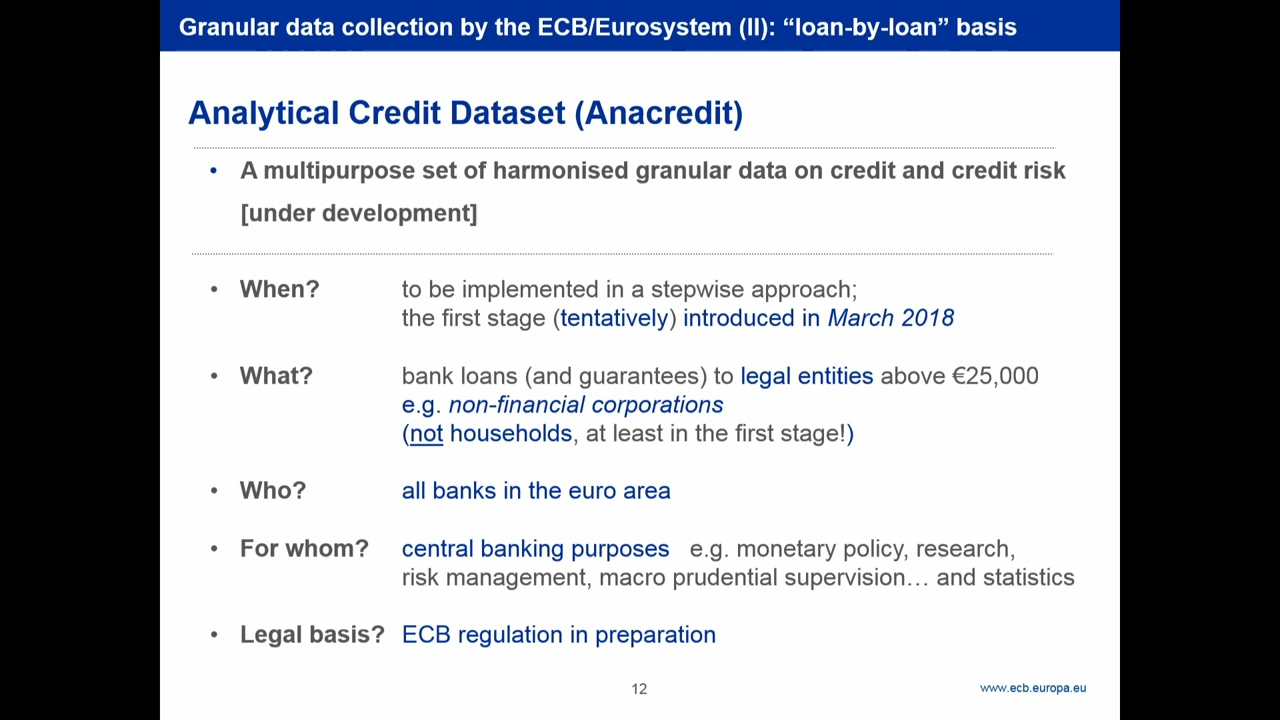 Granular data collection by the ECB/Eurosystem (II): “loan-by-loan” basis
Analytical Credit Dataset (Anacredit)
• A multipurpose set of harmonised granular data on credit and credit risk
[under development]
• When? to be implemented in a stepwise approach;
the first stage (tentatively) introduced in March 2018
• What? bank loans (and guarantees) to legal entities above €25,000
e.g. non-financial corporations
(not households, at least in the first stage!)
• Who? all banks in the euro area
• For whom? central banking purposes e.g. monetary policy, research,
risk management, macro prudential supervision… and statistics
• Legal basis? ECB regulation in preparation
12
www.ecb.europa.eu